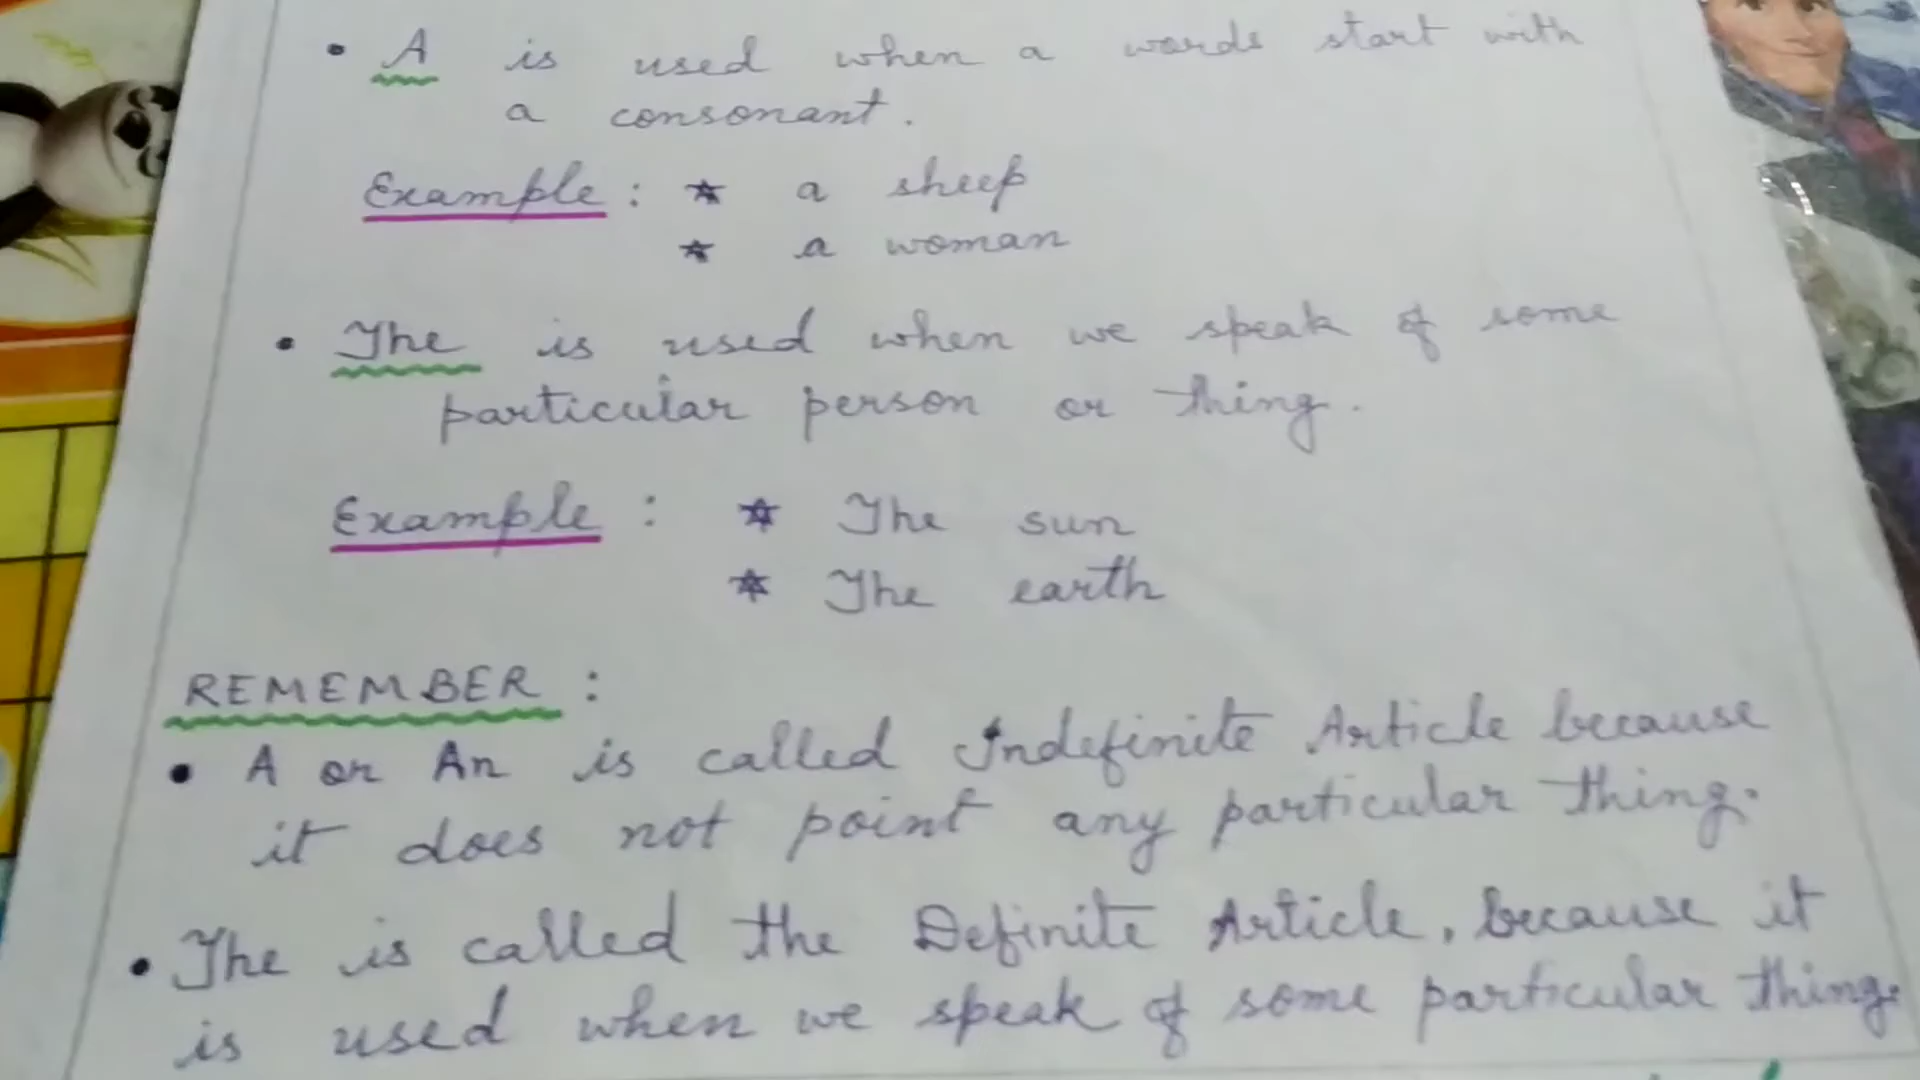 • A is used when a words start with
a consonant.
Example : * a sheep
* a woman
• The is used when we speak of some
particular person or thing.
Example : * The sun
* The earth
REMEMBER :
• A or An is called Indefinite Article because
it does not point any particular thing.
• The is called the Definite Article, because it
is used when we speak of some particular thing.